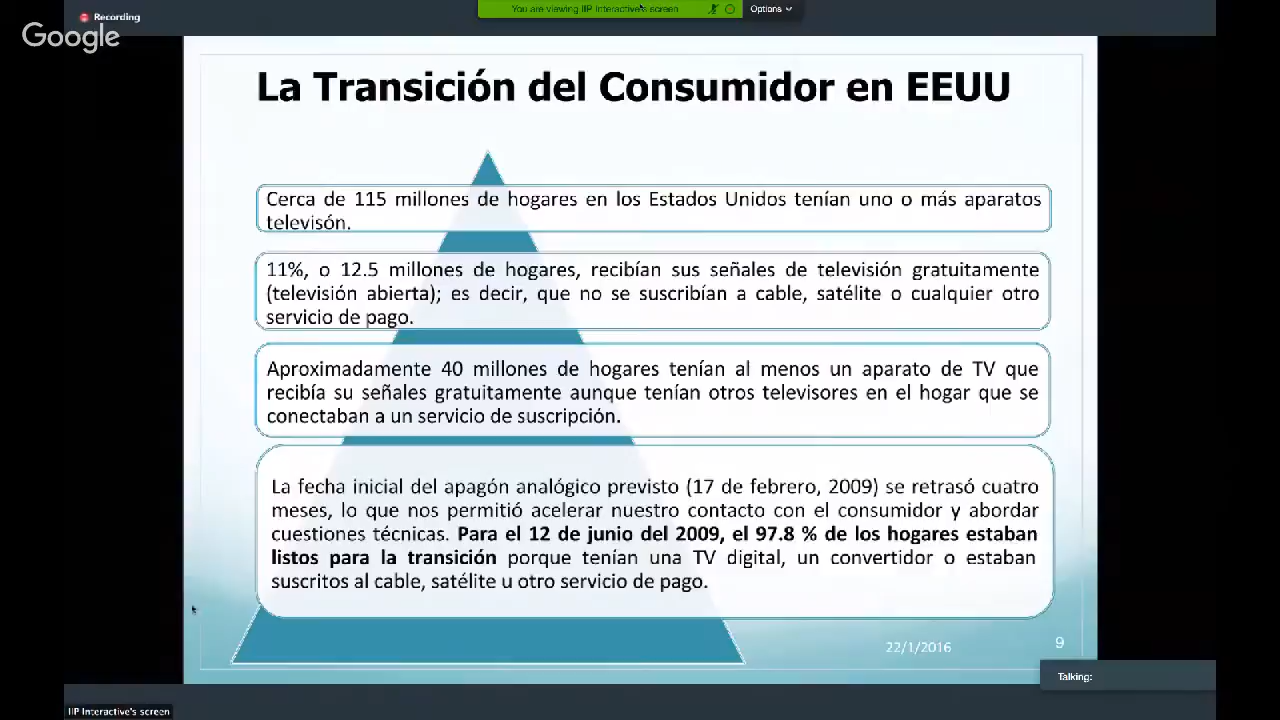 Recording
You are viewing IIP Interactive's screen
Options
Google
La Transición del Consumidor en EEUU
Cerca de 115 millones de hogares en los Estados Unidos tenían uno o más aparatos
televisón.
11%, o 12.5 millones de hogares, recibían sus señales de televisión gratuitamente
(televisión abierta); es decir, que no se suscribían a cable, satélite o cualquier otro
servicio de pago.
Aproximadamente 40 millones de hogares tenían al menos un aparato de TV que
recibía su señales gratuitamente aunque tenían otros televisores en el hogar que se
conectaban a un servicio de suscripción.
La fecha inicial del apagón analógico previsto (17 de febrero, 2009) se retrasó cuatro
meses, lo que nos permitió acelerar nuestro contacto con el consumidor y abordar
cuestiones técnicas. Para el 12 de junio del 2009, el 97.8 % de los hogares estaban
listos para la transición porque tenían una TV digital, un convertidor o estaban
suscritos al cable, satélite u otro servicio de pago.
22/1/2016
9
Talking:
IIP Interactive's screen